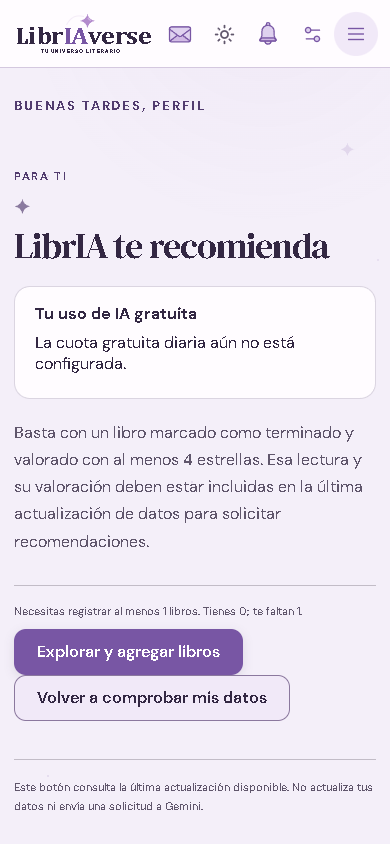 LibrIAverse
TU UNIVERSO LITERARIO
BUENAS TARDES, PERFIL
PARA TI
LibrIA te recomienda
Tu uso de IA gratuita
La cuota gratuita diaria aún no está
configurada.
Basta con un libro marcado como terminado y
valorado con al menos 4 estrellas. Esa lectura y
su valoración deben estar incluidas en la última
actualización de datos para solicitar
recomendaciones.
Necesitas registrar al menos 1 libros. Tienes 0; te faltan 1.
Explorar y agregar libros
Volver a comprobar mis datos
Este botón consulta la última actualización disponible. No actualiza tus
datos ni envía una solicitud a Gemini.